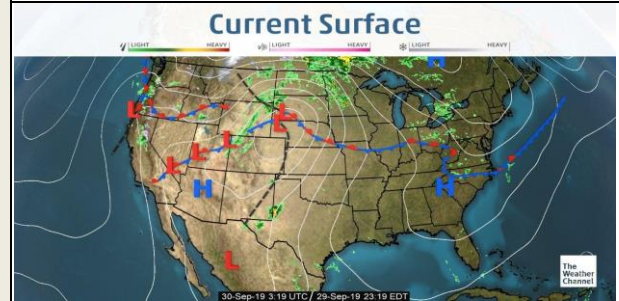 Current Surface
LIGHT HEAVY LIGHT HEAVY LIGHT HEAVY
H
L
L
L
L
L
L
H
H
L
The
Weather
Channel
30-Sep-19 3:19 UTC / 29-Sep-19 23:19 EDT